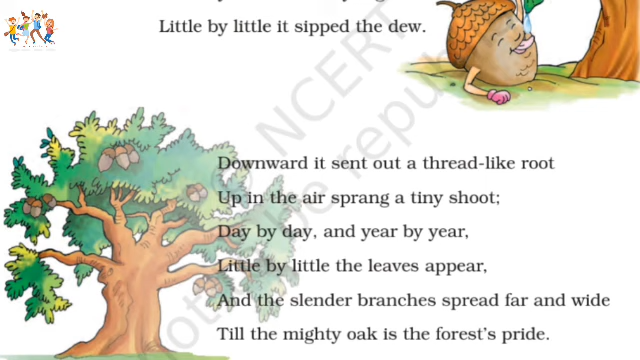 Little by little it sipped the dew.
Downward it sent out a thread-like root
Up in the air sprang a tiny shoot;
Day by day, and year by year,
Little by little the leaves appear,
And the slender branches spread far and wide
Till the mighty oak is the forest's pride.